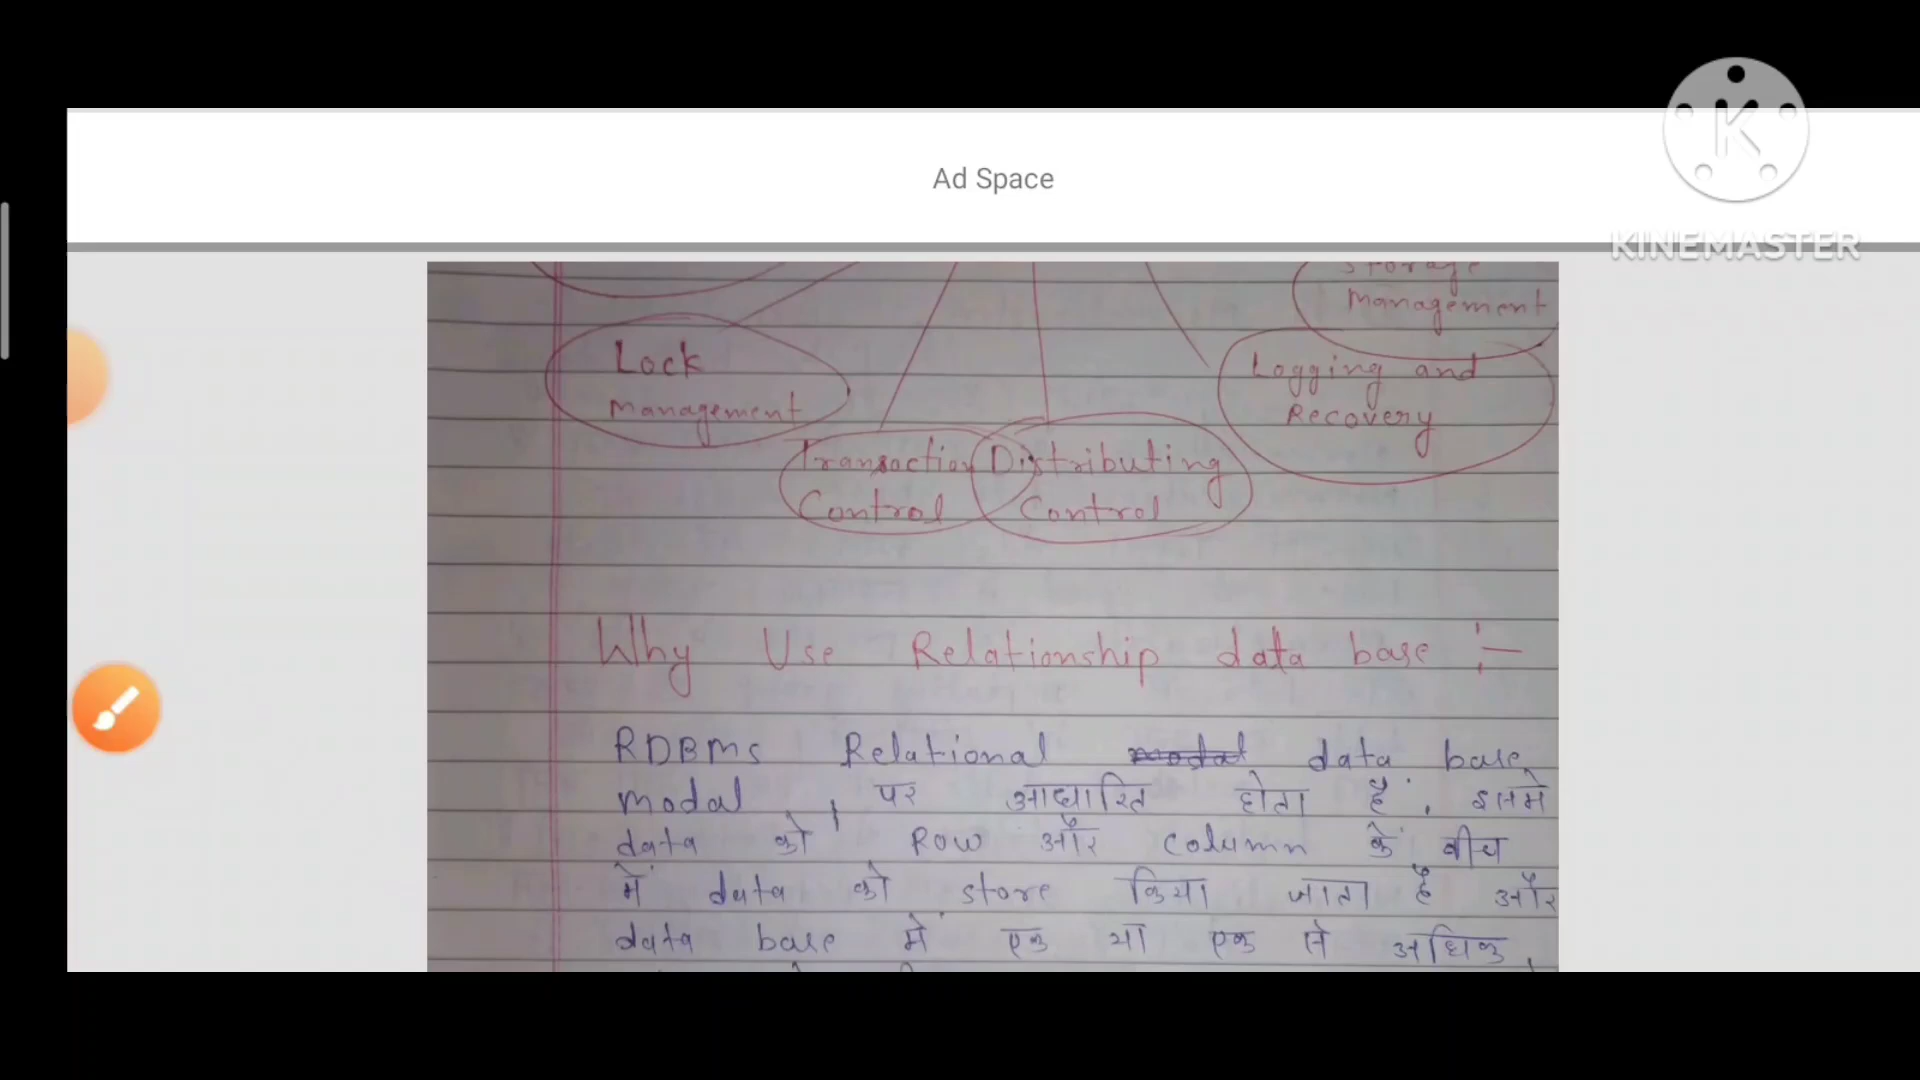 Ad Space
KINEMASTER
Storage
Management
Lock
management
Logging and
Recovery
Transaction
Control
Distributing
Control
Why Use Relationship data base :-
RDBMS Relational data base
modal पर आधारित होता है . इसमे
data को Row और column के बीच
में data को store किया जाता है और
data base में एक या एक से अधिक